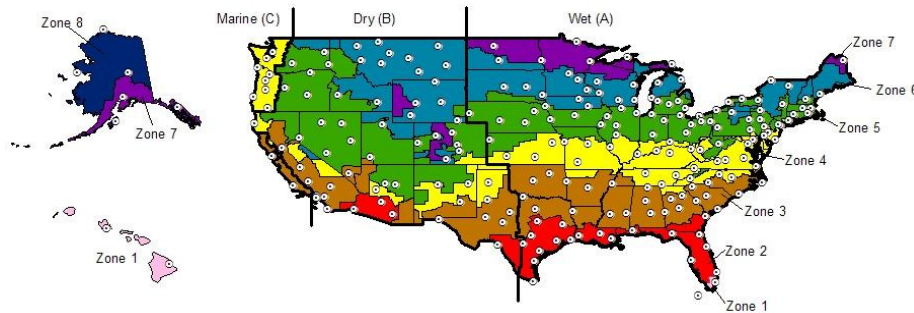 Marine (C)
Dry (B)
Wet (A)
Zone 8
Zone 7
Zone 7
Zone 6
Zone 5
Zone 4
Zone 3
Zone 2
Zone 1
Zone 1